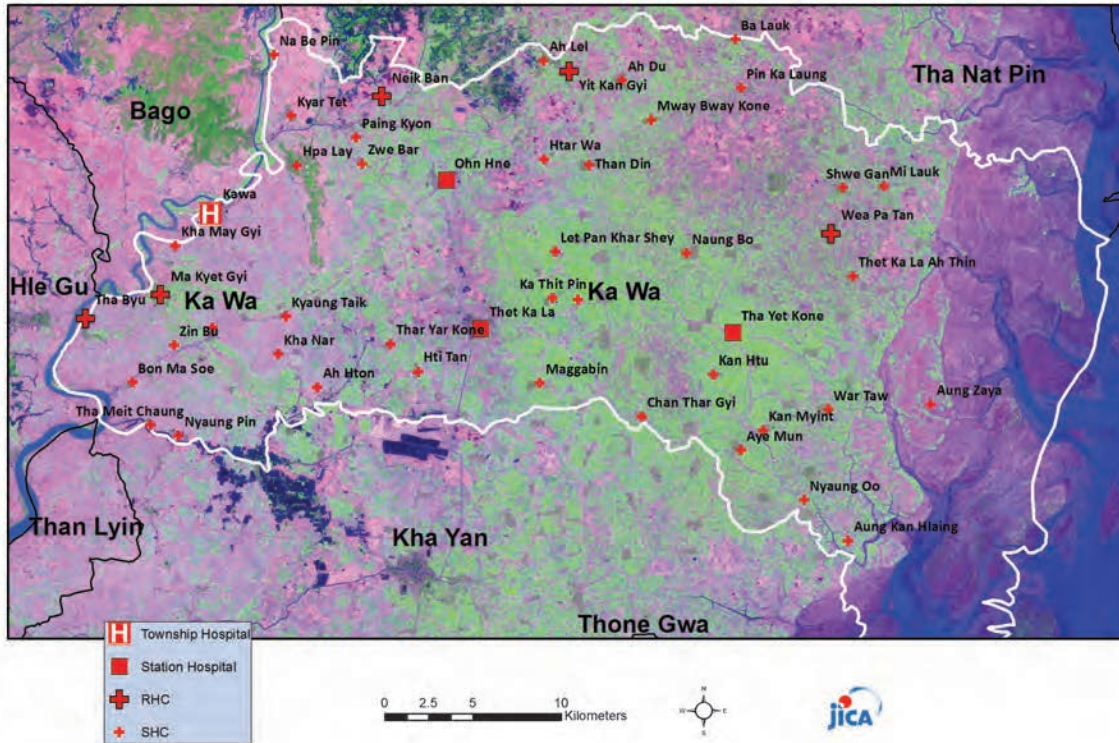 Ba Lauk
Na Be Pin
Ah Lel
Ah Du
Tha Nat Pin
Neik Ban
Yit Kan Gyi
Pin Ka Laung
Bago
Kyar Tet
Mway Bway Kone
Paing Kyon
Hpa Lay
Zwe Bar
Ohn Hne
Htar Wa
Than Din
Shwe Gan
Mi Lauk
Kawa
H
Wea Pa Tan
Kha May Gyi
Let Pan Khar Shey
Naung Bo
Hle Gu
Ma Kyet Gyi
Thet Ka La Ah Thin
Tha Byu
Ka Wa
Ka Thit Pin
Ka Wa
Kyaung Taik
Thet Ka La
Tha Yet Kone
Zin Bu
Thar Yar Kone
Kha Nar
Hti Tan
Kan Htu
Bon Ma Soe
Ah Hton
Maggabin
Aung Zaya
Tha Meit Chaung
Chan Thar Gyi
War Taw
Nyaung Pin
Kan Myint
Aye Mun
Nyaung Oo
Than Lyin
Kha Yan
Aung Kan Hlaing
Thone Gwa
H Township Hospital
Station Hospital
RHC
SHC
0 2.5 5 10
Kilometers
N
W E
S
jICA